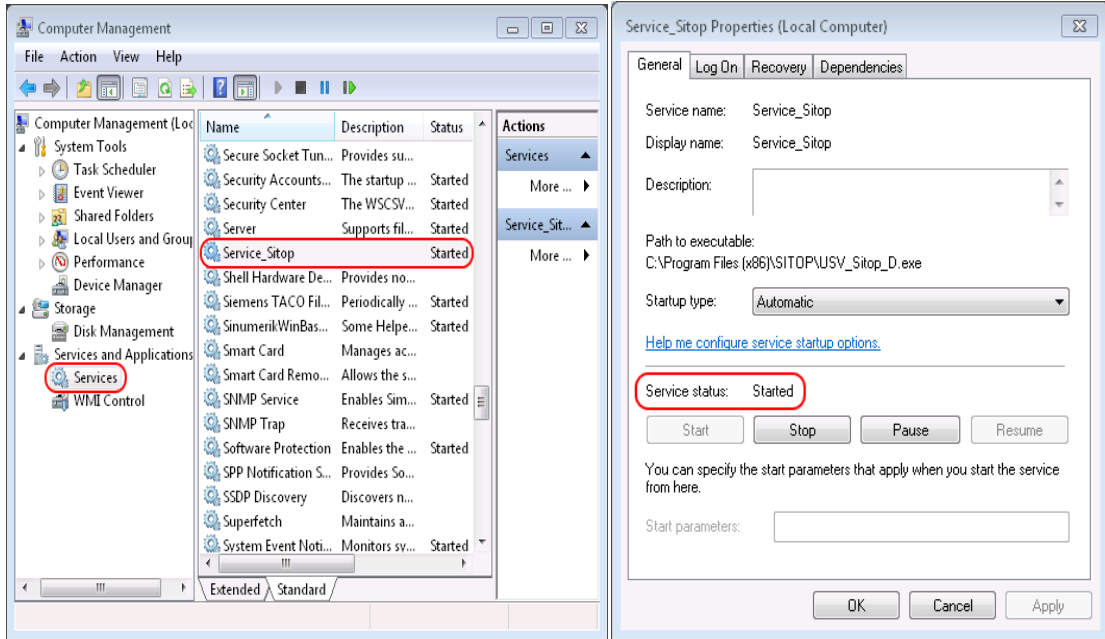 Computer Management
File Action View Help
Computer Management (Loc
System Tools
Task Scheduler
Event Viewer
Shared Folders
Local Users and Group
Performance
Device Manager
Storage
Disk Management
Services and Applications
Services
WMI Control
Name Description Status
Secure Socket Tun... Provides su...
Security Accounts... The startup ... Started
Security Center The WSCSV... Started
Server Supports fil... Started
Service_Sitop Started
Shell Hardware De... Provides no...
Siemens TACO Fil... Periodically ... Started
SinumerikWinBas... Some Helpe... Started
Smart Card Manages ac...
Smart Card Remo... Allows the s...
SNMP Service Enables Sim... Started
SNMP Trap Receives tra...
Software Protection Enables the ... Started
SPP Notification S... Provides So...
SSDP Discovery Discovers n...
Superfetch Maintains a...
System Event Noti... Monitors sy... Started
Extended Standard
Actions
Services
More ...
Service_Sit...
More ...
Service_Sitop Properties (Local Computer)
General Log On Recovery Dependencies
Service name: Service_Sitop
Display name: Service_Sitop
Description:
Path to executable:
C:\Program Files (x86)\SITOP\USV_Sitop_D.exe
Startup type: Automatic
Help me configure service startup options.
Service status: Started
Start Stop Pause Resume
You can specify the start parameters that apply when you start the service
from here.
Start parameters:
OK Cancel Apply